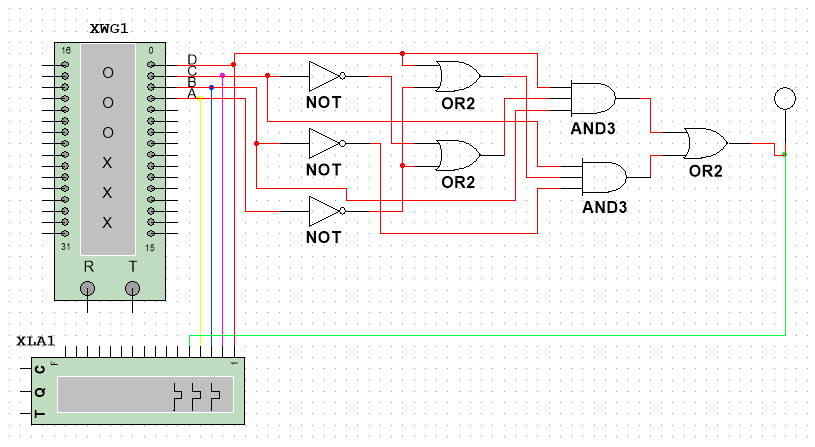 XWG1
16 0
D
C
B
A
O
O
O
X
X
X
31 15
R T
NOT
NOT
NOT
OR2
OR2
AND3
AND3
OR2
XLA1
F 1
C
Q
T